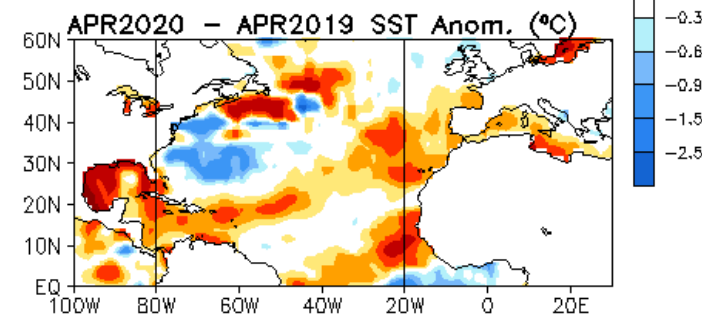 APR2020 – APR2019 SST Anom. (ºC)
60N
50N
40N
30N
20N
10N
EQ
100W 80W 60W 40W 20W 0 20E
−0.3
−0.6
−0.9
−1.5
−2.5